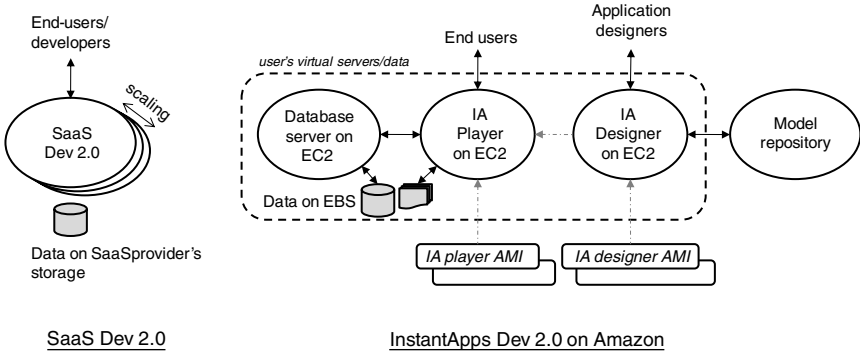 End-users/
developers
scaling
SaaS
Dev 2.0
Data on SaaSprovider's
storage
SaaS Dev 2.0
End users
Application
designers
user's virtual servers/data
Database
server on
EC2
IA
Player
on EC2
IA
Designer
on EC2
Model
repository
Data on EBS
IA player AMI
IA designer AMI
InstantApps Dev 2.0 on Amazon